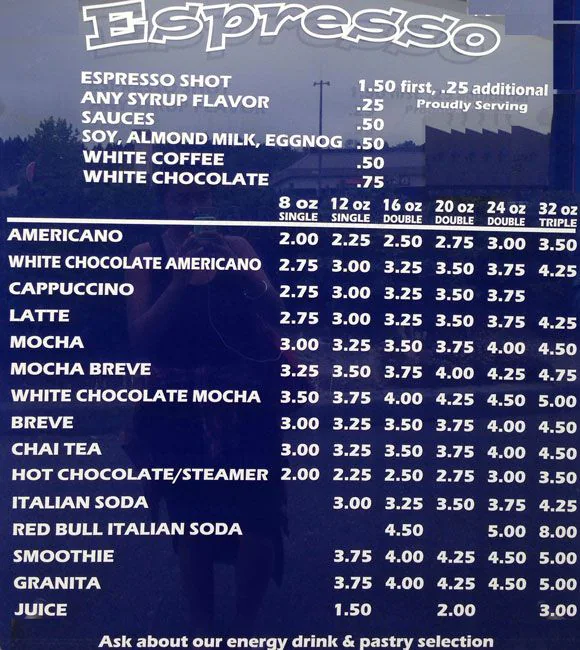 Espresso
ESPRESSO SHOT 1.50 first, .25 additional
ANY SYRUP FLAVOR .25 Proudly Serving
SAUCES .50
SOY, ALMOND MILK, EGGNOG .50
WHITE COFFEE .50
WHITE CHOCOLATE .75
8 oz 12 oz 16 oz 20 oz 24 oz 32 oz
SINGLE SINGLE DOUBLE DOUBLE DOUBLE TRIPLE
AMERICANO 2.00 2.25 2.50 2.75 3.00 3.50
WHITE CHOCOLATE AMERICANO 2.75 3.00 3.25 3.50 3.75 4.25
CAPPUCCINO 2.75 3.00 3.25 3.50 3.75
LATTE 2.75 3.00 3.25 3.50 3.75 4.25
MOCHA 3.00 3.25 3.50 3.75 4.00 4.50
MOCHA BREVE 3.25 3.50 3.75 4.00 4.25 4.75
WHITE CHOCOLATE MOCHA 3.50 3.75 4.00 4.25 4.50 5.00
BREVE 3.00 3.25 3.50 3.75 4.00 4.50
CHAI TEA 3.00 3.25 3.50 3.75 4.00 4.50
HOT CHOCOLATE/STEAMER 2.00 2.25 2.50 2.75 3.00 3.50
ITALIAN SODA 3.00 3.25 3.50 3.75 4.25
RED BULL ITALIAN SODA 4.50 5.00 8.00
SMOOTHIE 3.75 4.00 4.25 4.50 5.00
GRANITA 3.75 4.00 4.25 4.50 5.00
JUICE 1.50 2.00 3.00
Ask about our energy drink & pastry selection